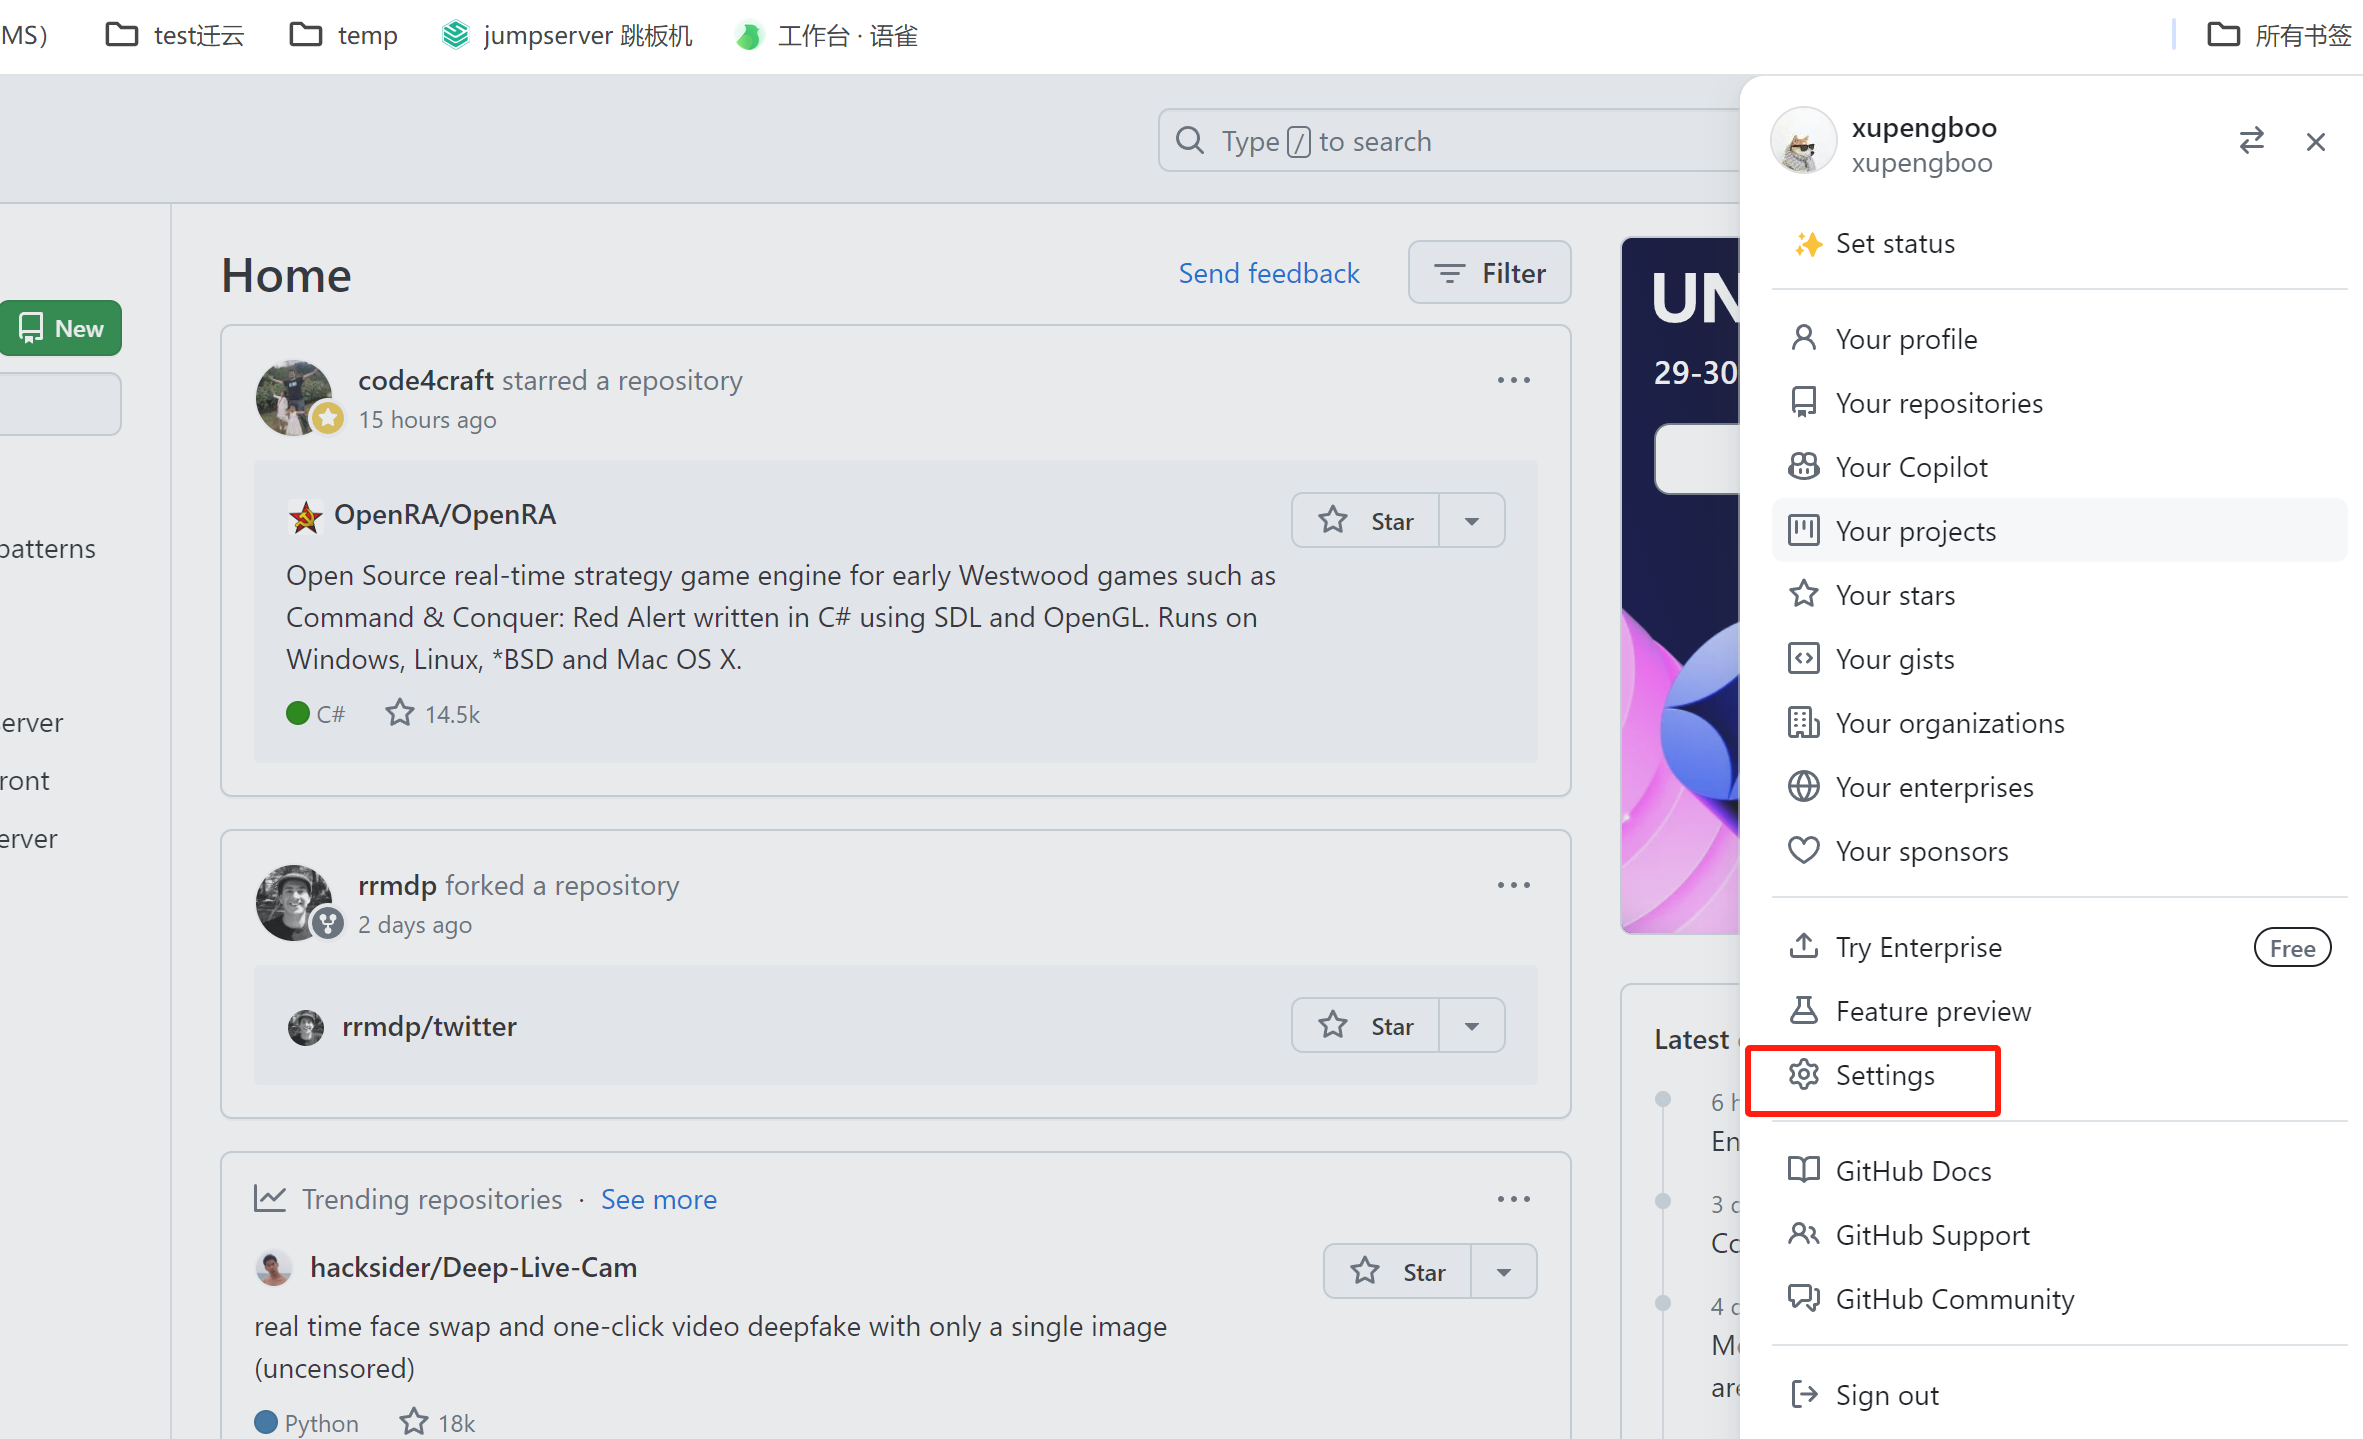 MS）
test迁云
temp
jumpserver 跳板机
工作台 · 语雀
所有书签
Type / to search
xupengboo
xupengboo
Set status
Home
Send feedback
Filter
New
code4craft starred a repository
15 hours ago
OpenRA/OpenRA
Star
Open Source real-time strategy game engine for early Westwood games such as
Command & Conquer: Red Alert written in C# using SDL and OpenGL. Runs on
Windows, Linux, *BSD and Mac OS X.
C#
14.5k
patterns
erver
ront
erver
rrmdp forked a repository
2 days ago
rrmdp/twitter
Star
Trending repositories · See more
hacksider/Deep-Live-Cam
Star
real time face swap and one-click video deepfake with only a single image
(uncensored)
Python
18k
UN
29-30
Latest
6 h
En
3 d
Co
4 d
Mo
are
Your profile
Your repositories
Your Copilot
Your projects
Your stars
Your gists
Your organizations
Your enterprises
Your sponsors
Try Enterprise
Free
Feature preview
Settings
GitHub Docs
GitHub Support
GitHub Community
Sign out